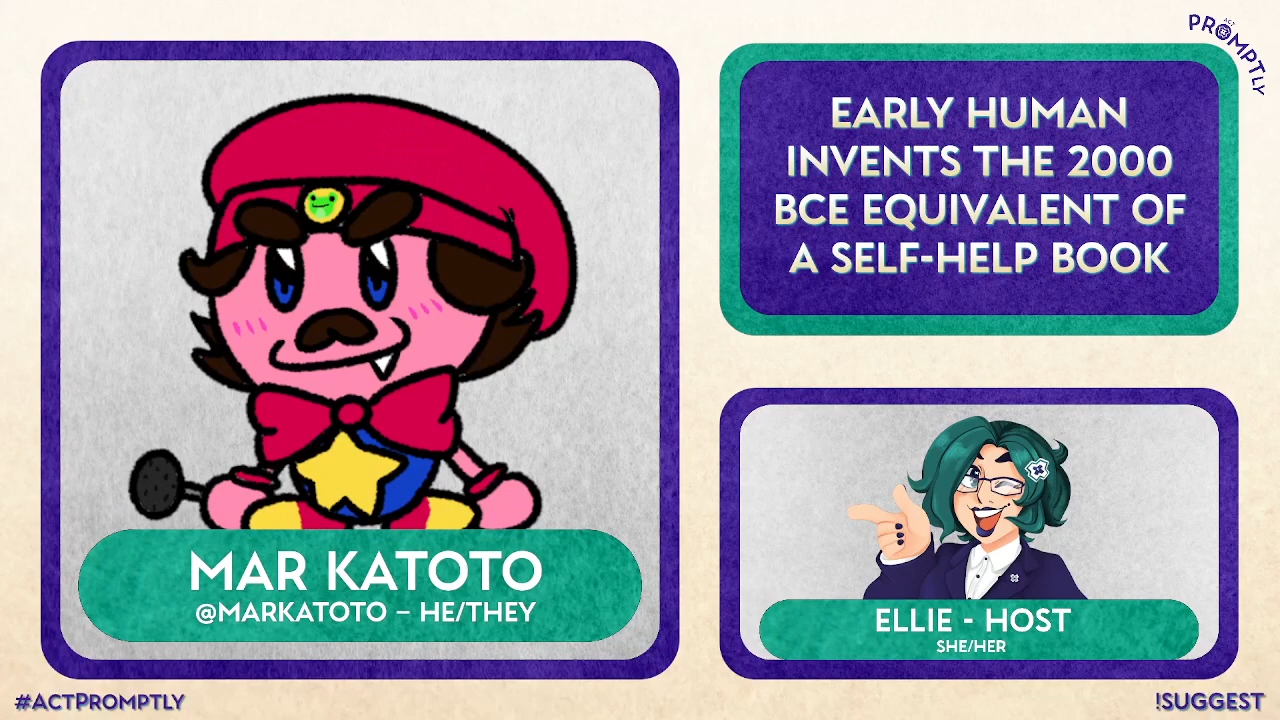 ACT
PROMPTLY
EARLY HUMAN
INVENTS THE 2000
BCE EQUIVALENT OF
A SELF-HELP BOOK
MAR KATOTO
@MARKATOTO – HE/THEY
ELLIE - HOST
SHE/HER
#ACTPROMPTLY
!SUGGEST